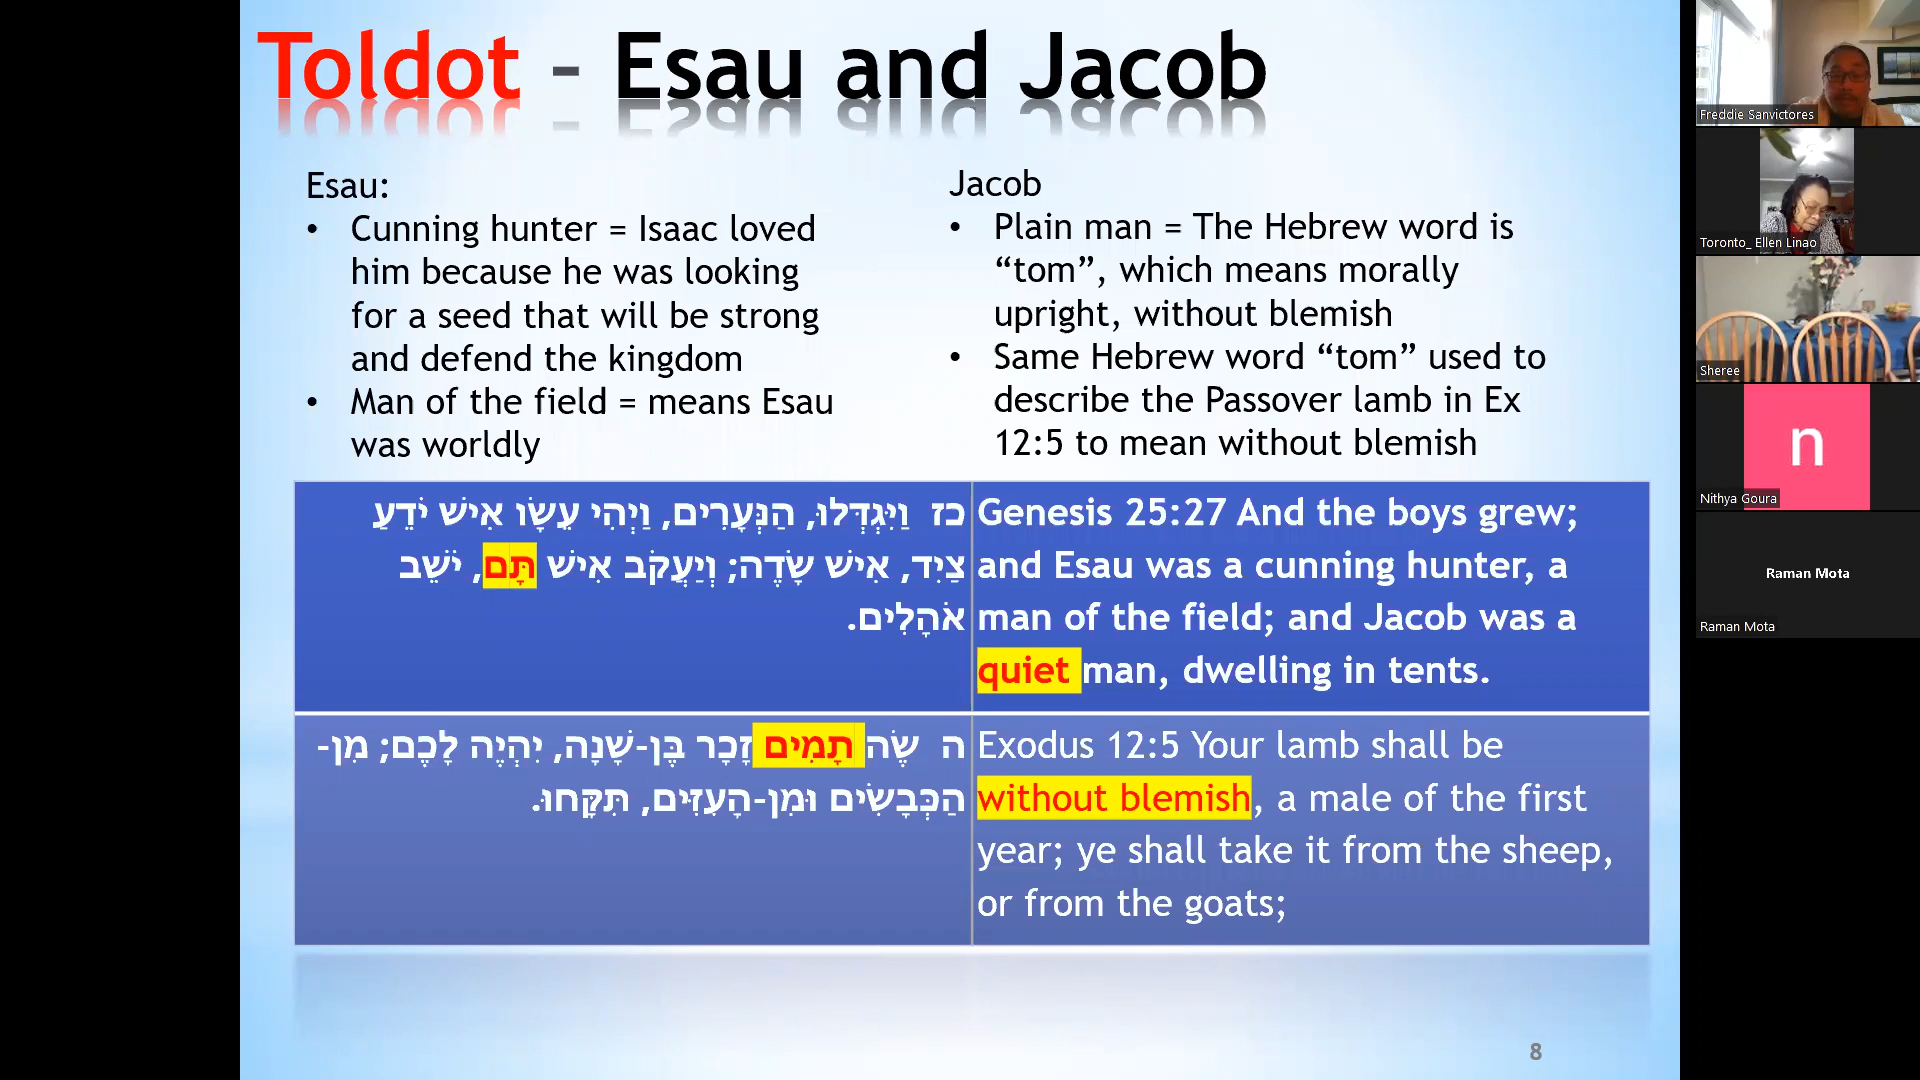 Toldot – Esau and Jacob
Esau:
• Cunning hunter = Isaac loved
him because he was looking
for a seed that will be strong
and defend the kingdom
• Man of the field = means Esau
was worldly
Jacob
• Plain man = The Hebrew word is
“tom”, which means morally
upright, without blemish
• Same Hebrew word “tom” used to
describe the Passover lamb in Ex
12:5 to mean without blemish
כז וַיִּגְדְּלוּ, הַנְּעָרִים, וַיְהִי עֵשָׂו אִישׁ יֹדֵעַ
צַיִד, אִישׁ שָׂדֶה; וְיַעֲקֹב אִישׁ תָּם, יֹשֵׁב
אֹהָלִים.
Genesis 25:27 And the boys grew;
and Esau was a cunning hunter, a
man of the field; and Jacob was a
quiet man, dwelling in tents.
ה שֶׂה תָמִים זָכָר בֶּן-שָׁנָה, יִהְיֶה לָכֶם; מִן-
הַכְּבָשִׂים וּמִן-הָעִזִּים, תִּקָּחוּ.
Exodus 12:5 Your lamb shall be
without blemish, a male of the first
year; ye shall take it from the sheep,
or from the goats;
8
Freddie Sanvictores
Toronto_ Ellen Linao
Sheree
n
Nithya Goura
Raman Mota
Raman Mota